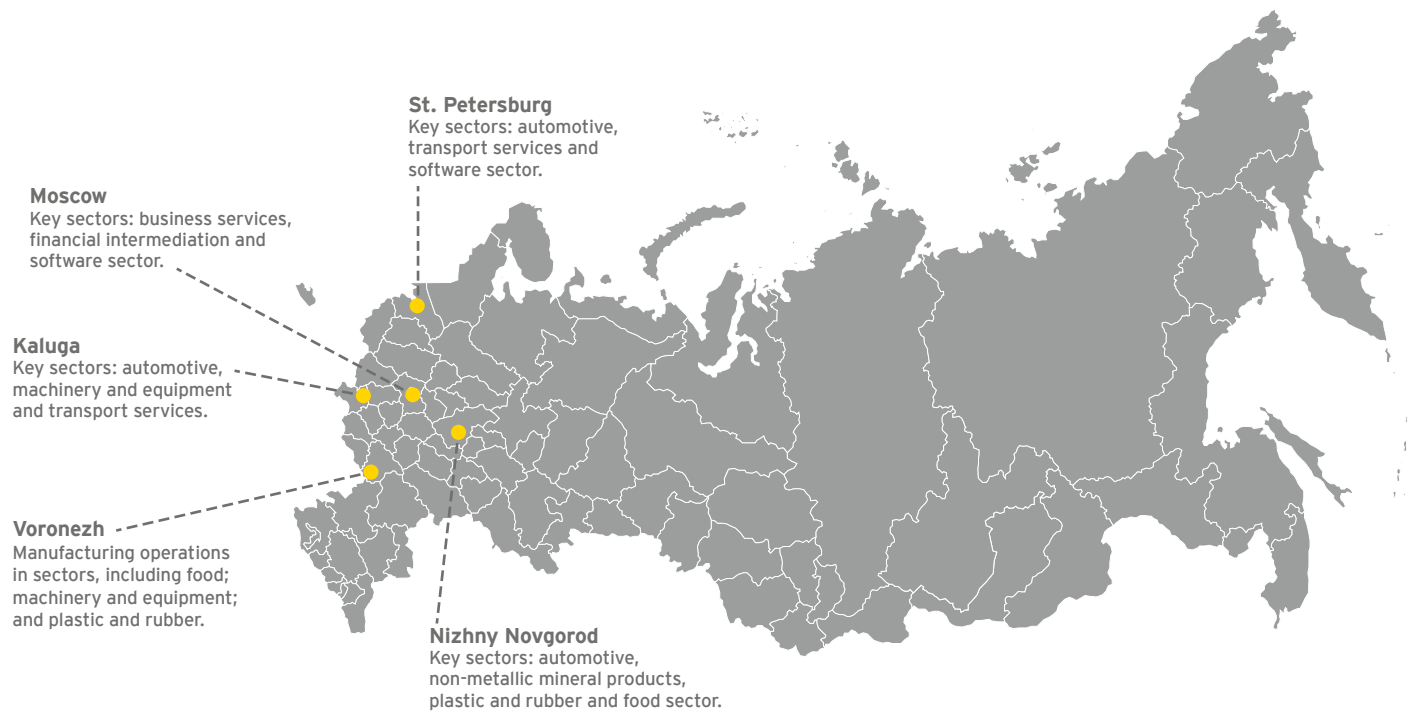 St. Petersburg
Key sectors: automotive,
transport services and
software sector.
Moscow
Key sectors: business services,
financial intermediation and
software sector.
Kaluga
Key sectors: automotive,
machinery and equipment
and transport services.
Voronezh
Manufacturing operations
in sectors, including food;
machinery and equipment;
and plastic and rubber.
Nizhny Novgorod
Key sectors: automotive,
non-metallic mineral products,
plastic and rubber and food sector.